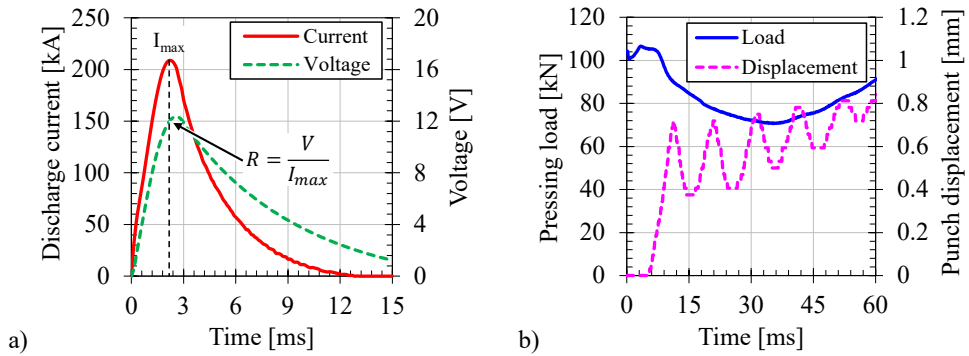 a)
Discharge current [kA]
250
200
150
100
50
0
I_max
Current
Voltage
R = V / I_max
20
16
12
8
4
0
Voltage [V]
0 3 6 9 12 15
Time [ms]
b)
Pressing load [kN]
120
100
80
60
40
20
0
Load
Displacement
1.2
1
0.8
0.6
0.4
0.2
0
Punch displacement [mm]
0 15 30 45 60
Time [ms]